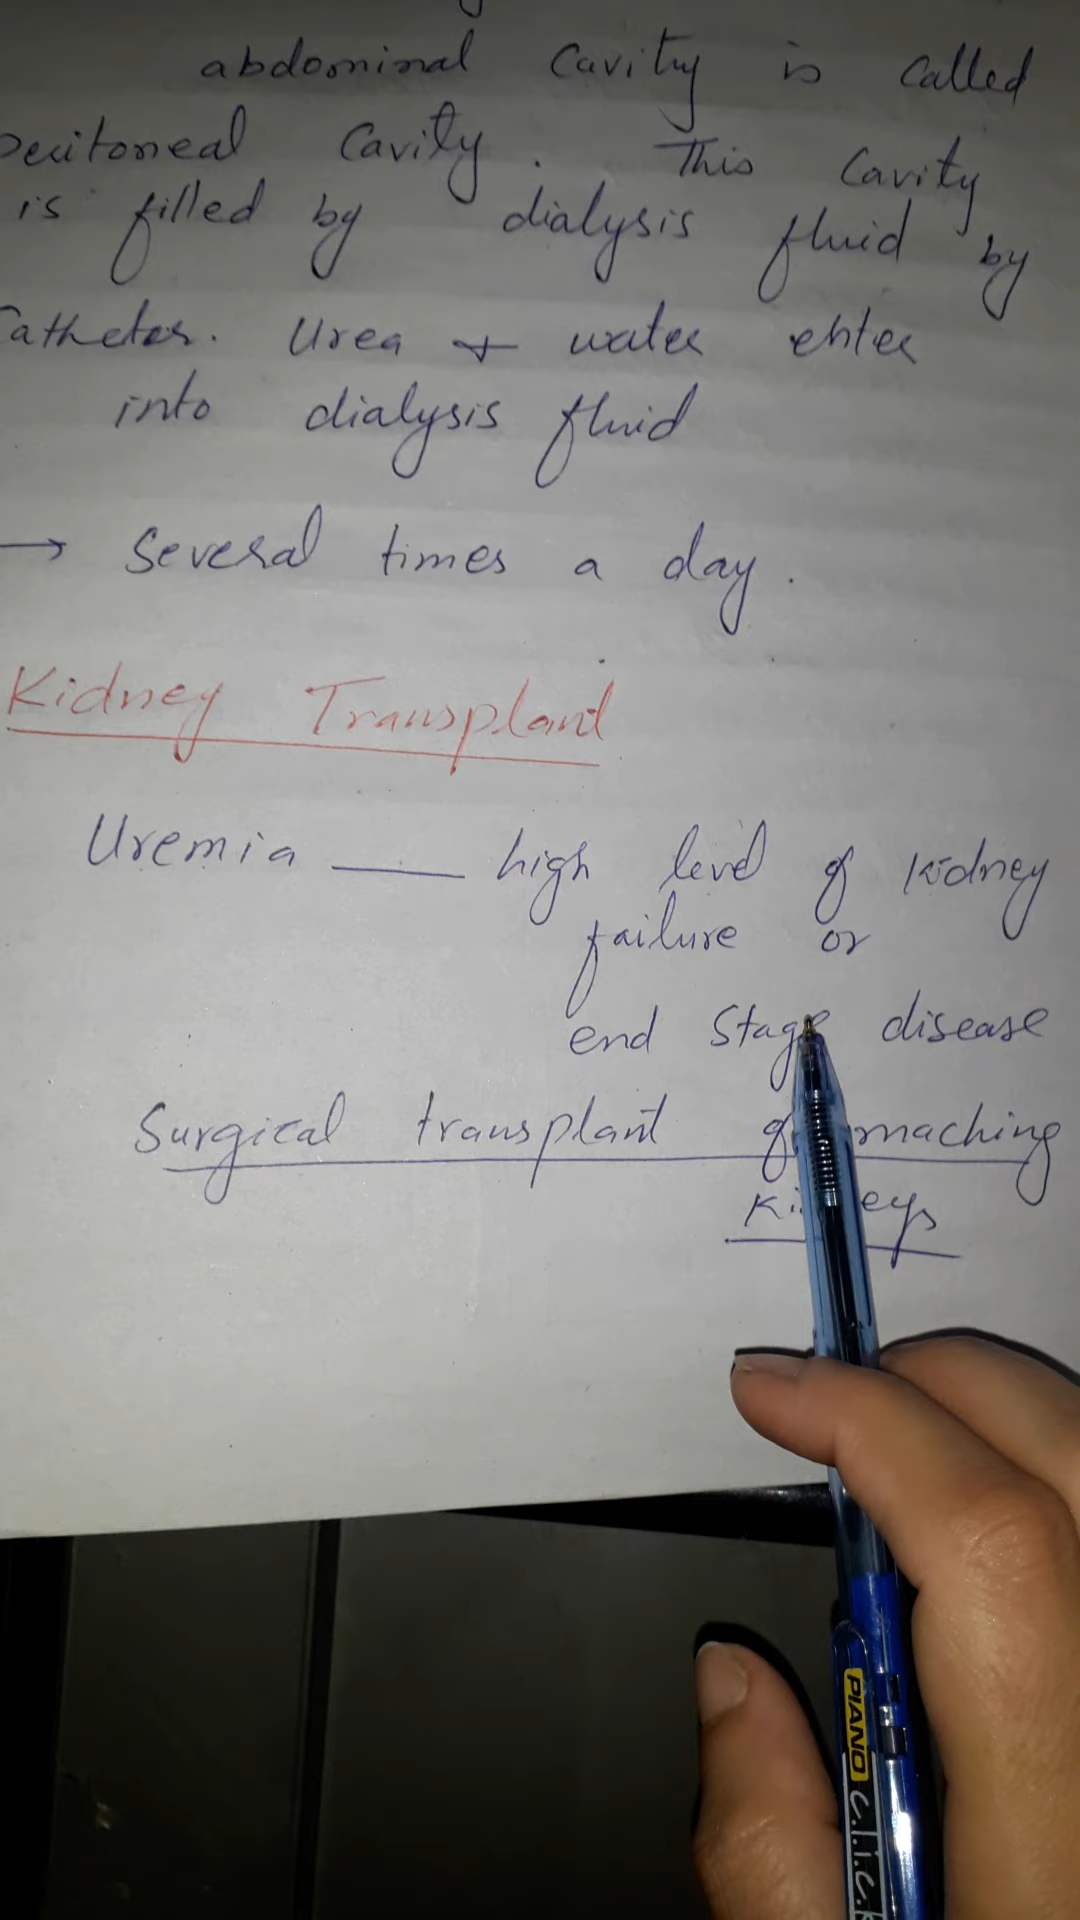 abdominal cavity is called
peritoneal cavity. This cavity
is filled by dialysis fluid by
Catheter. Urea + water enter
into dialysis fluid
→ Several times a day.
Kidney Transplant
Uremia — high level of kidney
failure or
end stage disease
Surgical transplant of maching
Kidneys
PIANO c.l.i.c.k